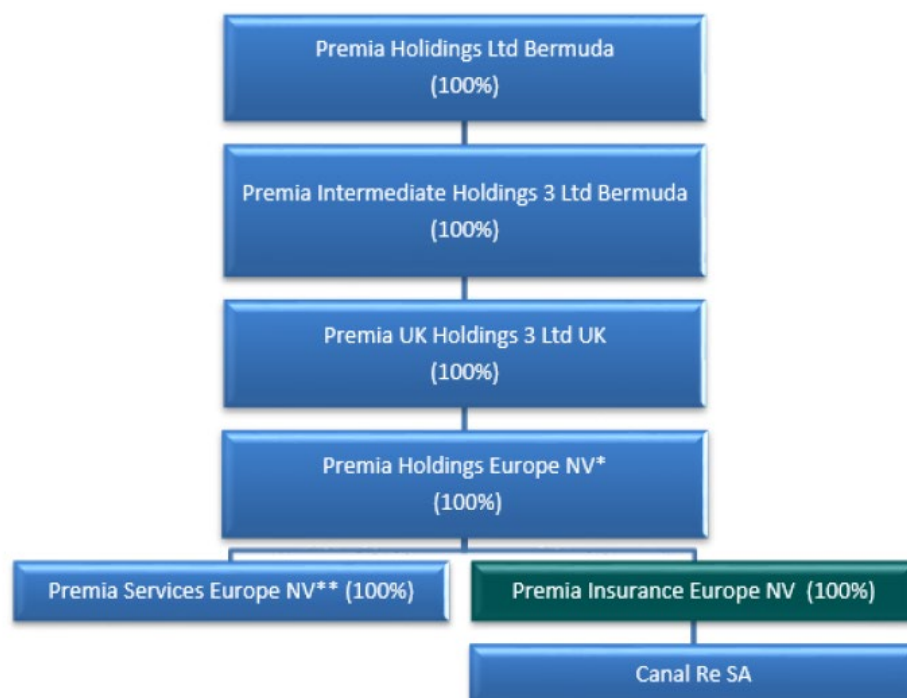 Premia Holidings Ltd Bermuda
(100%)
Premia Intermediate Holdings 3 Ltd Bermuda
(100%)
Premia UK Holdings 3 Ltd UK
(100%)
Premia Holdings Europe NV*
(100%)
Premia Services Europe NV** (100%)
Premia Insurance Europe NV (100%)
Canal Re SA